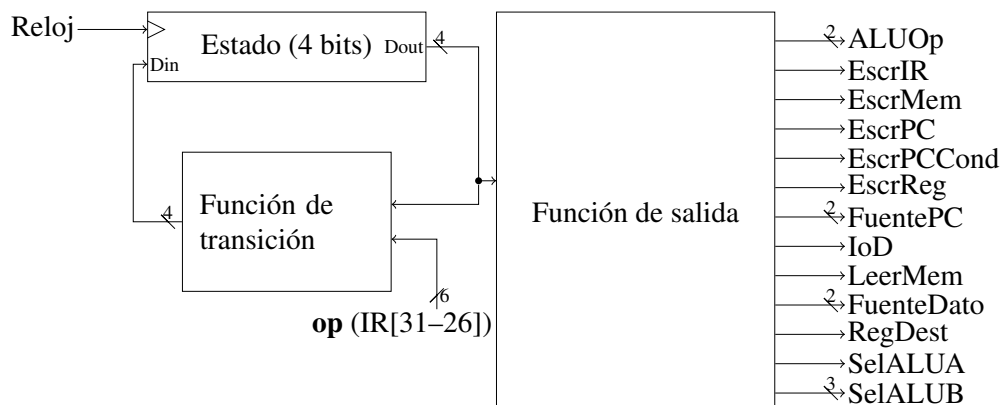 Reloj
Estado (4 bits)
Din
Dout
4
Función de
transición
4
6
op (IR[31–26])
Función de salida
2
ALUOp
EscrIR
EscrMem
EscrPC
EscrPCCond
EscrReg
2
FuentePC
IoD
LeerMem
2
FuenteDato
RegDest
SelALUA
3
SelALUB